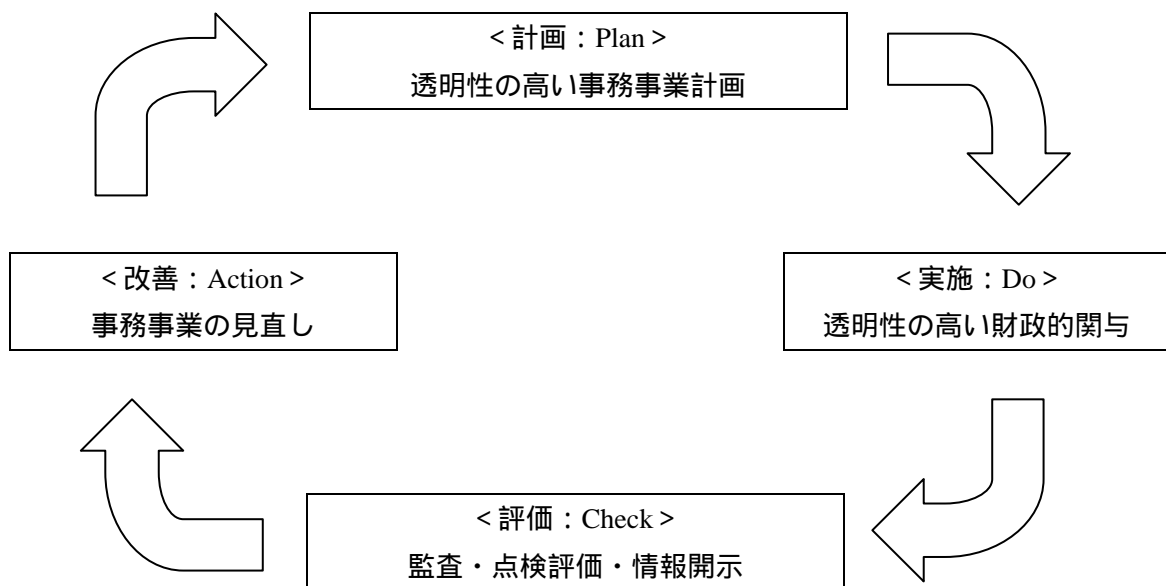 ＜計画：Plan＞
透明性の高い事務事業計画
＜実施：Do＞
透明性の高い財政的関与
＜評価：Check＞
監査・点検評価・情報開示
＜改善：Action＞
事務事業の見直し